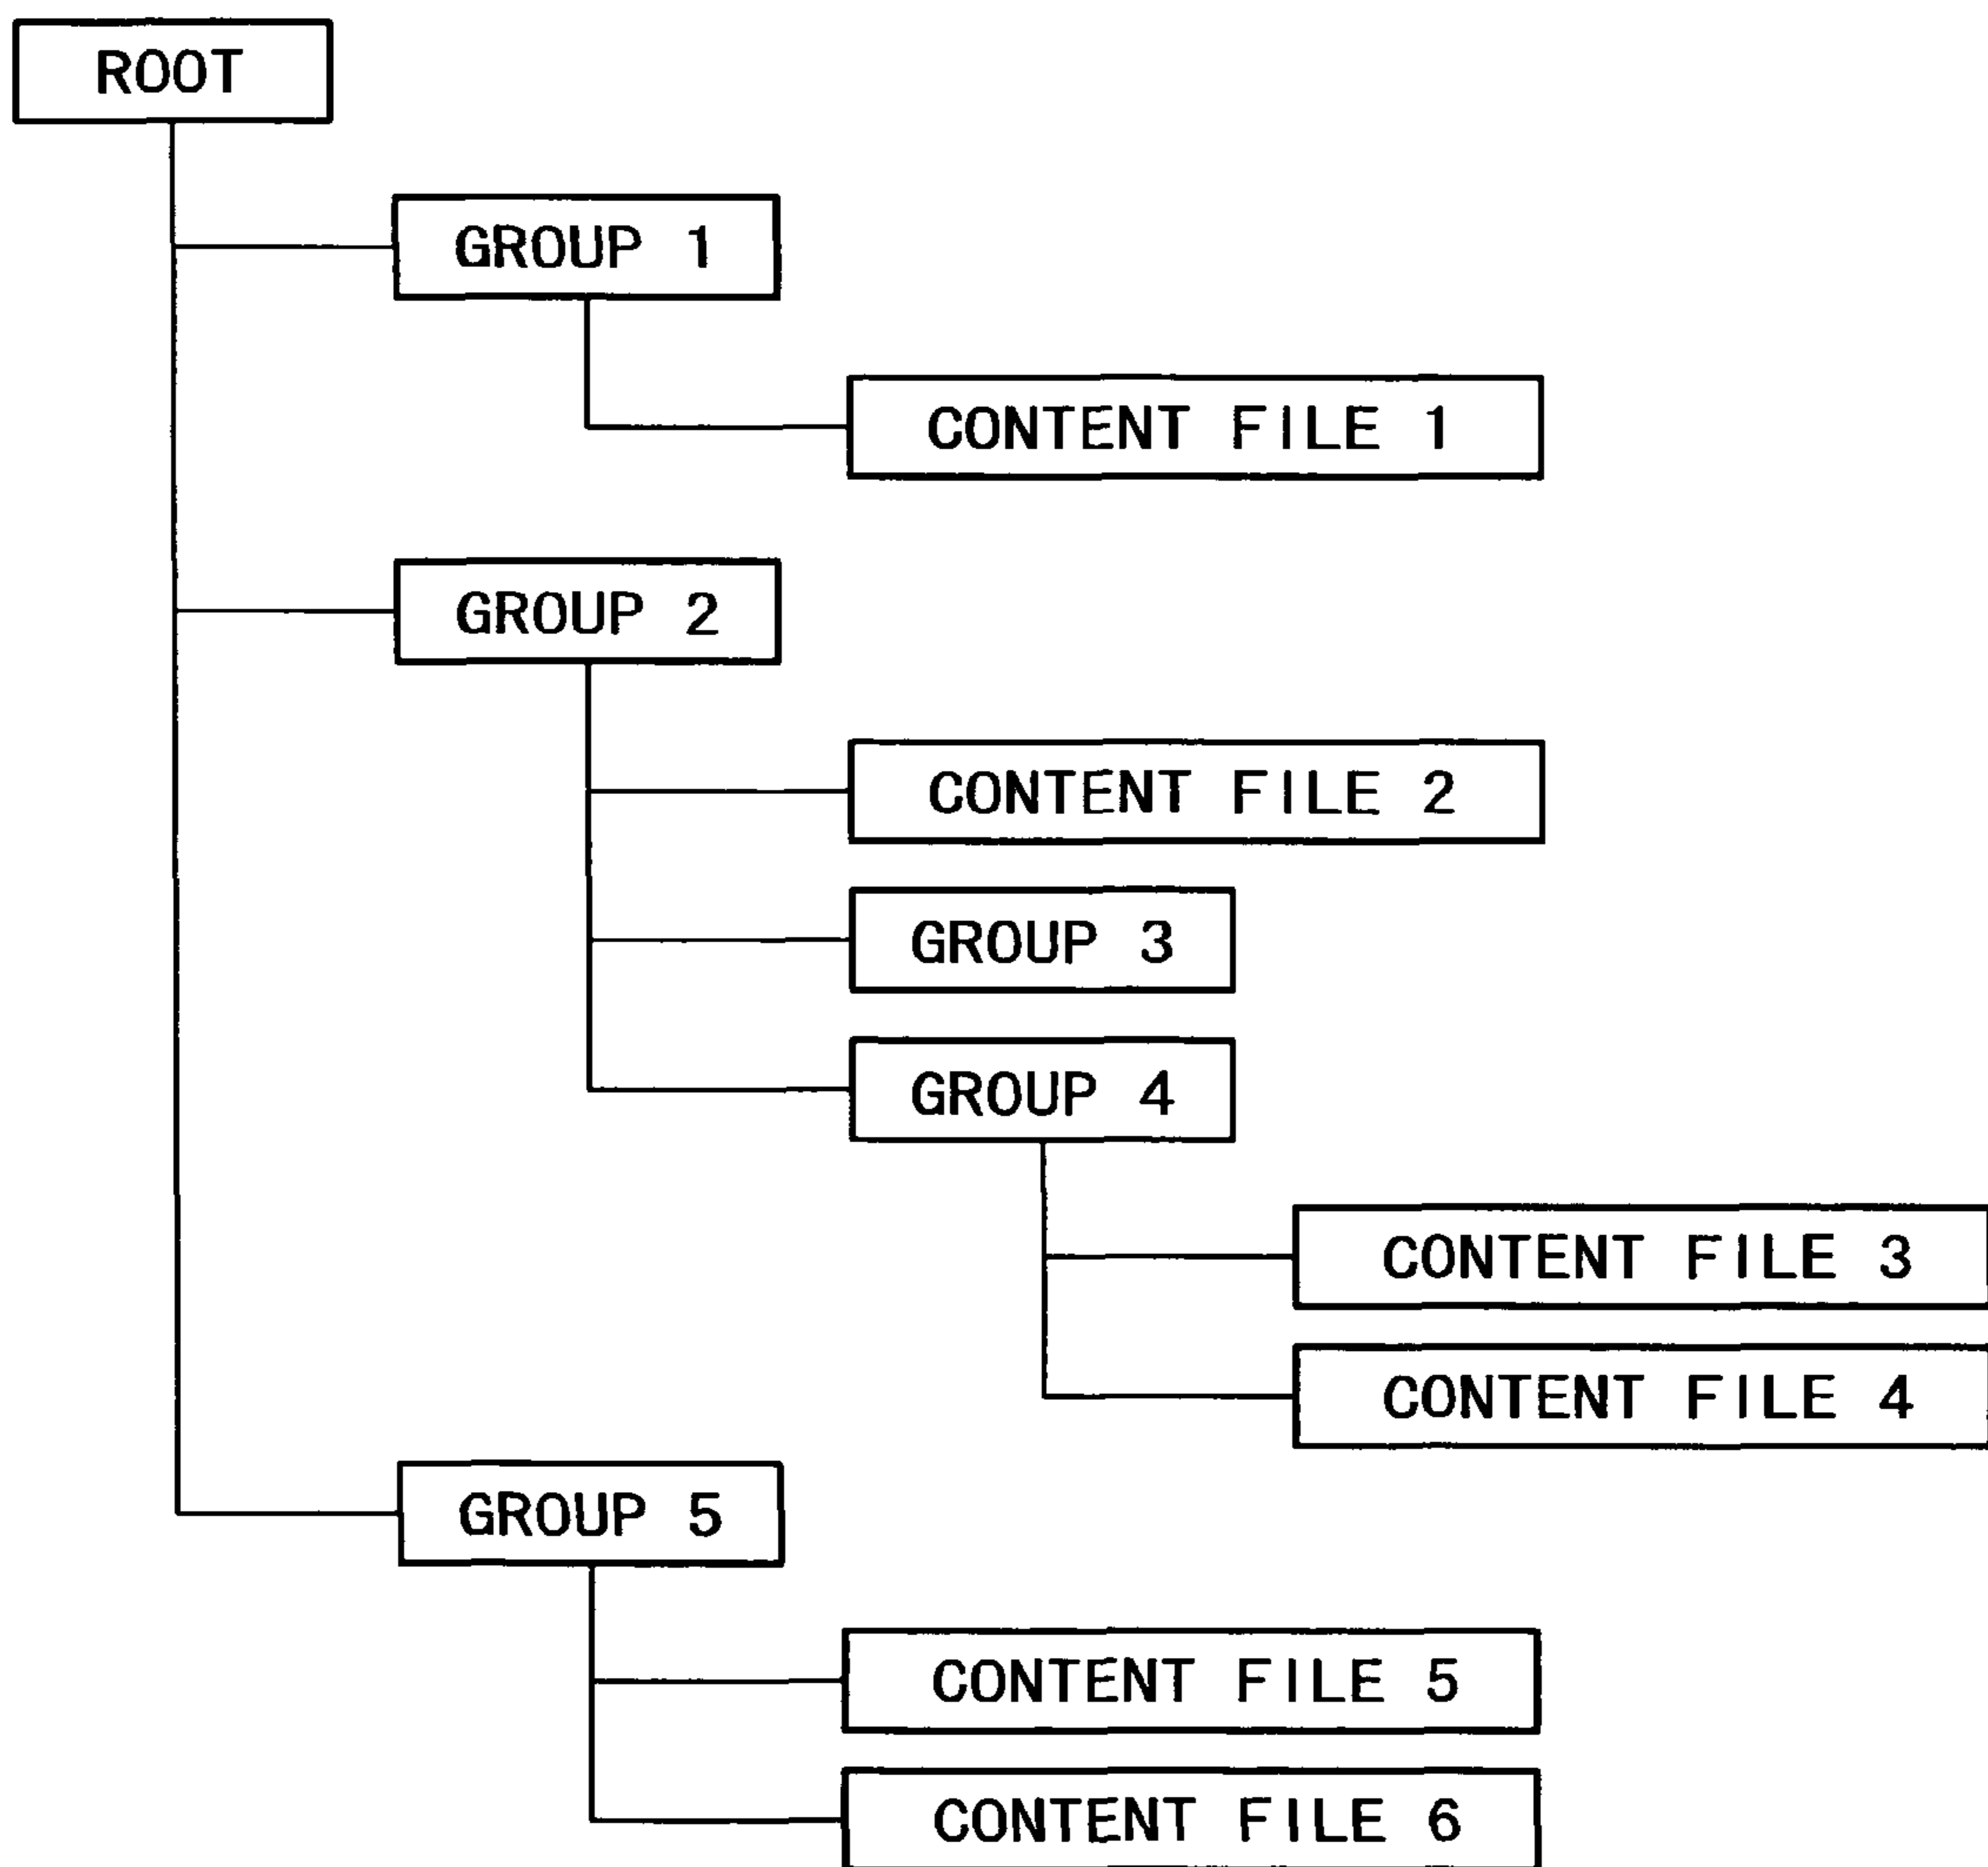 ROOT
GROUP 1
CONTENT FILE 1
GROUP 2
CONTENT FILE 2
GROUP 3
GROUP 4
CONTENT FILE 3
CONTENT FILE 4
GROUP 5
CONTENT FILE 5
CONTENT FILE 6